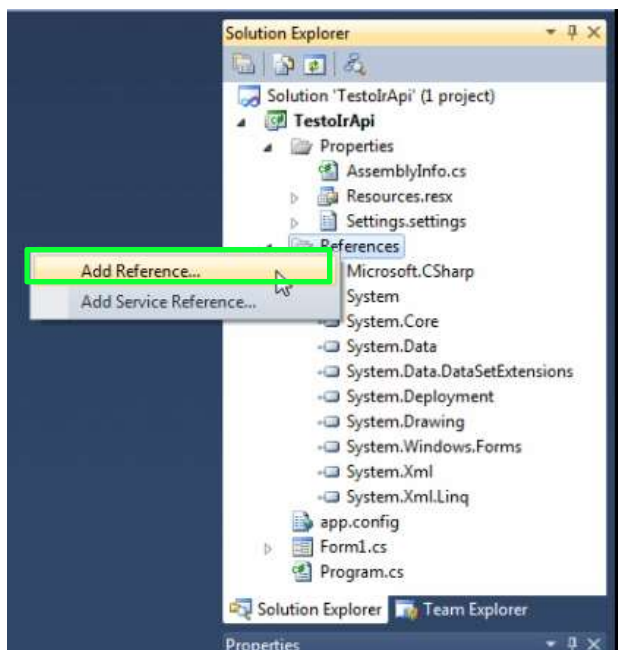 Solution Explorer
Solution 'TestoIrApi' (1 project)
TestoIrApi
Properties
AssemblyInfo.cs
Resources.resx
Settings.settings
References
Add Reference...
Microsoft.CSharp
Add Service Reference...
System
System.Core
System.Data
System.Data.DataSetExtensions
System.Deployment
System.Drawing
System.Windows.Forms
System.Xml
System.Xml.Linq
app.config
Form1.cs
Program.cs
Solution Explorer Team Explorer
Properties